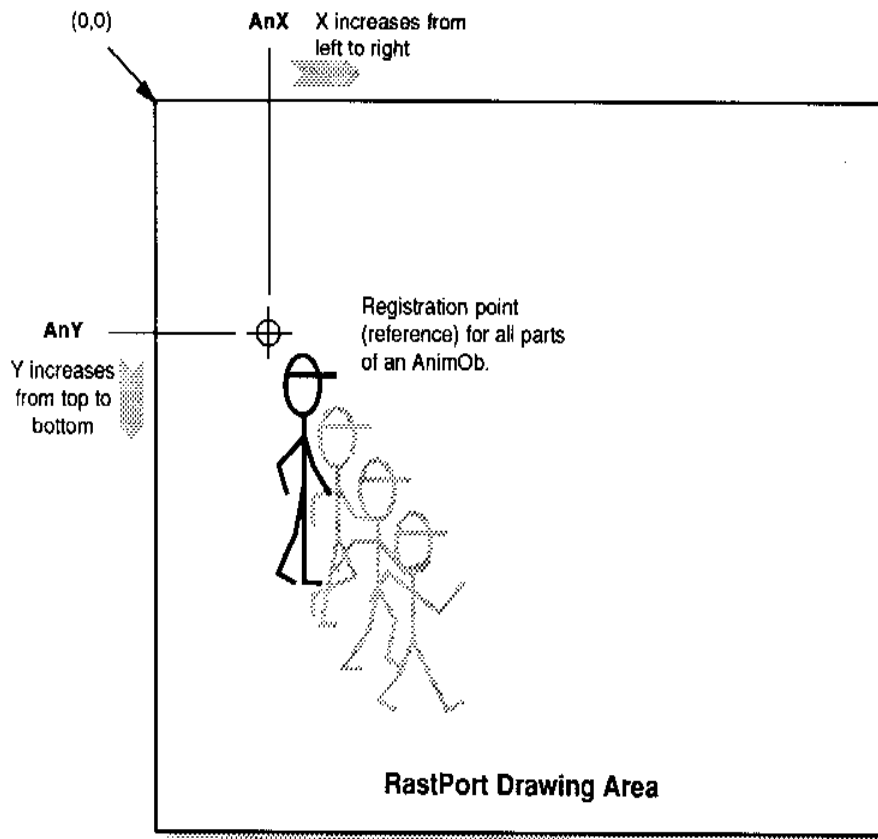 (0,0)
AnX
X increases from
left to right
Registration point
(reference) for all parts
of an AnimOb.
AnY
Y increases
from top to
bottom
RastPort Drawing Area